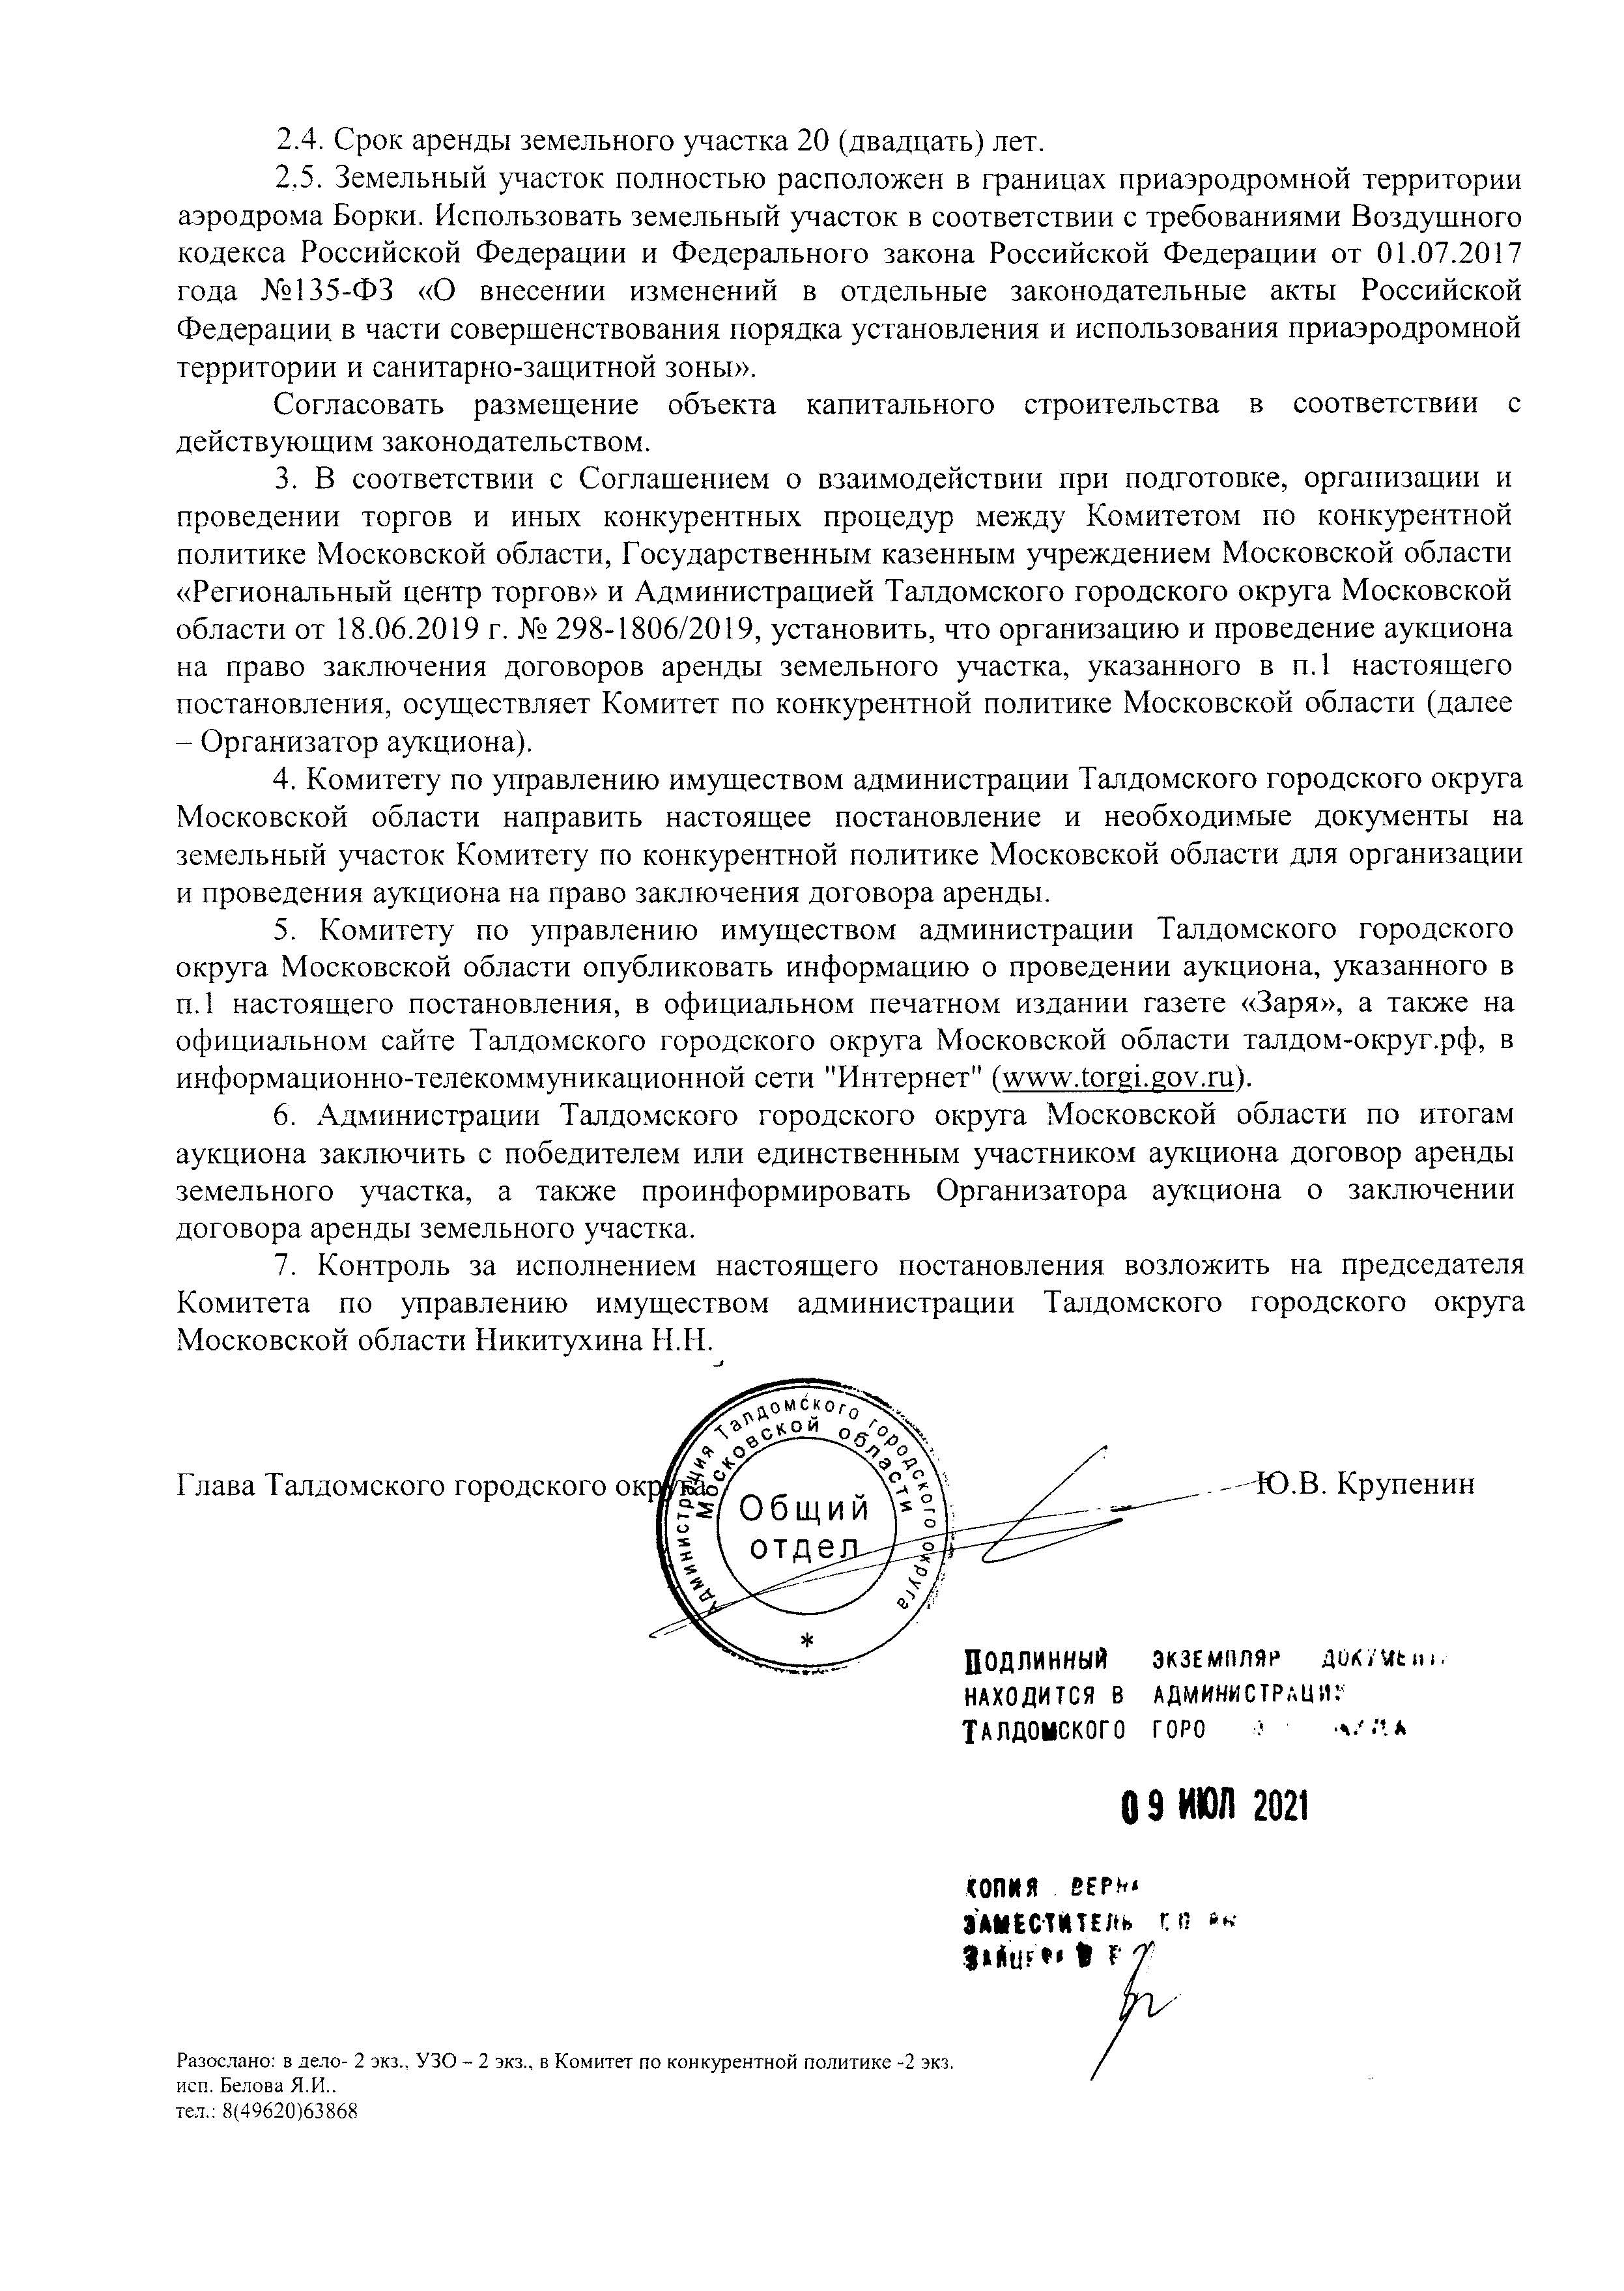 2.4. Срок аренды земельного участка 20 (двадцать) лет.
2.5. Земельный участок полностью расположен в границах приаэродромной территории
аэродрома Борки. Использовать земельный участок в соответствии с требованиями Воздушного
кодекса Российской Федерации и Федерального закона Российской Федерации от 01.07.2017
года №135-ФЗ «О внесении изменений в отдельные законодательные акты Российской
Федерации в части совершенствования порядка установления и использования приаэродромной
территории и санитарно-защитной зоны».
Согласовать размещение объекта капитального строительства в соответствии с
действующим законодательством.
3. В соответствии с Соглашением о взаимодействии при подготовке, организации и
проведении торгов и иных конкурентных процедур между Комитетом по конкурентной
политике Московской области, Государственным казенным учреждением Московской области
«Региональный центр торгов» и Администрацией Талдомского городского округа Московской
области от 18.06.2019 г. № 298-1806/2019, установить, что организацию и проведение аукциона
на право заключения договоров аренды земельного участка, указанного в п.1 настоящего
постановления, осуществляет Комитет по конкурентной политике Московской области (далее
– Организатор аукциона).
4. Комитету по управлению имуществом администрации Талдомского городского округа
Московской области направить настоящее постановление и необходимые документы на
земельный участок Комитету по конкурентной политике Московской области для организации
и проведения аукциона на право заключения договора аренды.
5. Комитету по управлению имуществом администрации Талдомского городского
округа Московской области опубликовать информацию о проведении аукциона, указанного в
п.1 настоящего постановления, в официальном печатном издании газете «Заря», а также на
официальном сайте Талдомского городского округа Московской области талдом-округ.рф, в
информационно-телекоммуникационной сети "Интернет" (www.torgi.gov.ru).
6. Администрации Талдомского городского округа Московской области по итогам
аукциона заключить с победителем или единственным участником аукциона договор аренды
земельного участка, а также проинформировать Организатора аукциона о заключении
договора аренды земельного участка.
7. Контроль за исполнением настоящего постановления возложить на председателя
Комитета по управлению имуществом администрации Талдомского городского округа
Московской области Никитухина Н.Н.
Администрация Талдомского городского округа
Московской области
Глава Талдомского городского округа Ю.В. Крупенин
Общий
отдел
*
ПОДЛИННЫЙ ЭКЗЕМПЛЯР
НАХОДИТСЯ В АДМИНИСТРАЦИИ
ТАЛДОМСКОГО
09 ИЮЛ 2021
КОПИЯ ВЕРНА
ЗАМЕСТИТЕЛЬ
Разослано: в дело- 2 экз., УЗО – 2 экз., в Комитет по конкурентной политике -2 экз.
исп. Белова Я.И..
тел.: 8(49620)63868